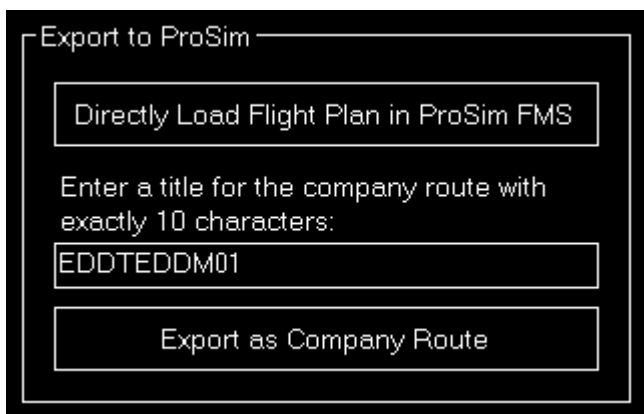 Export to ProSim
Directly Load Flight Plan in ProSim FMS
Enter a title for the company route with
exactly 10 characters:
EDDTEDDM01
Export as Company Route